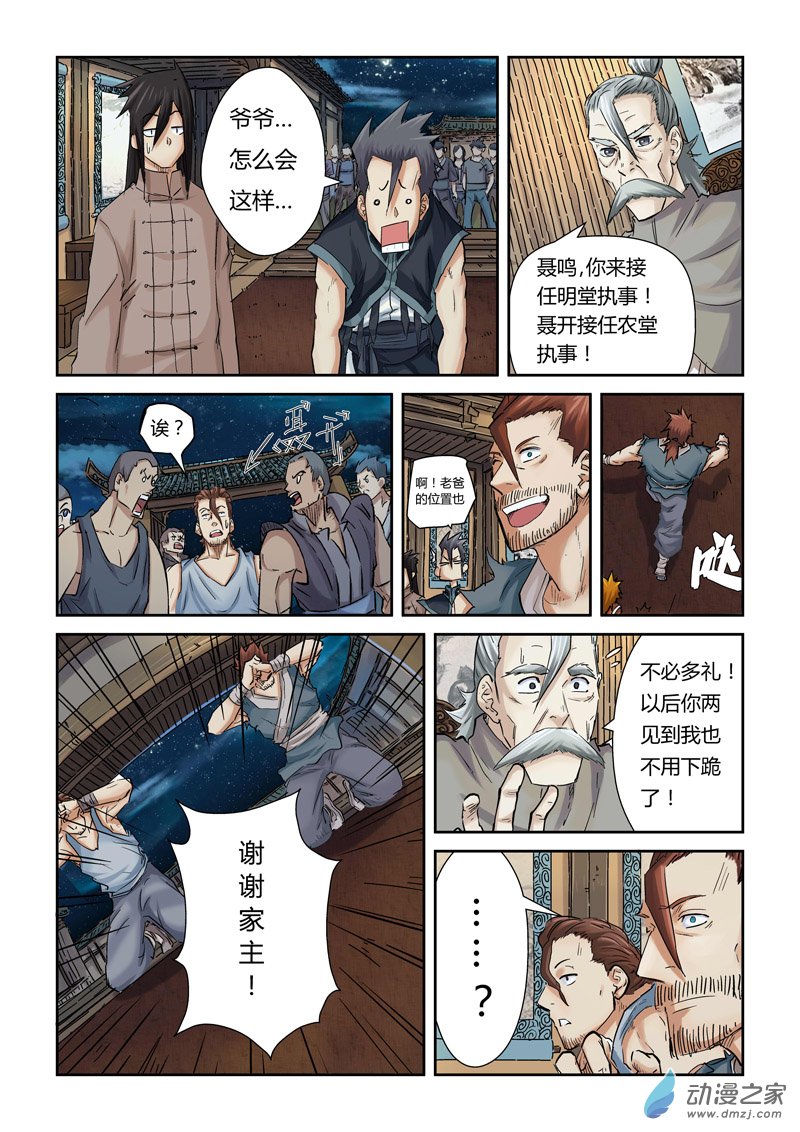 爷爷…
怎么会
这样…
聂鸣,你来接
任明堂执事！
聂开接任农堂
执事！
诶？
聂开
啊！老爸
的位置也
哒
谢谢家主！
不必多礼！
以后你两
见到我也
不用下跪
了！
……？
动漫之家
www.dmzj.com